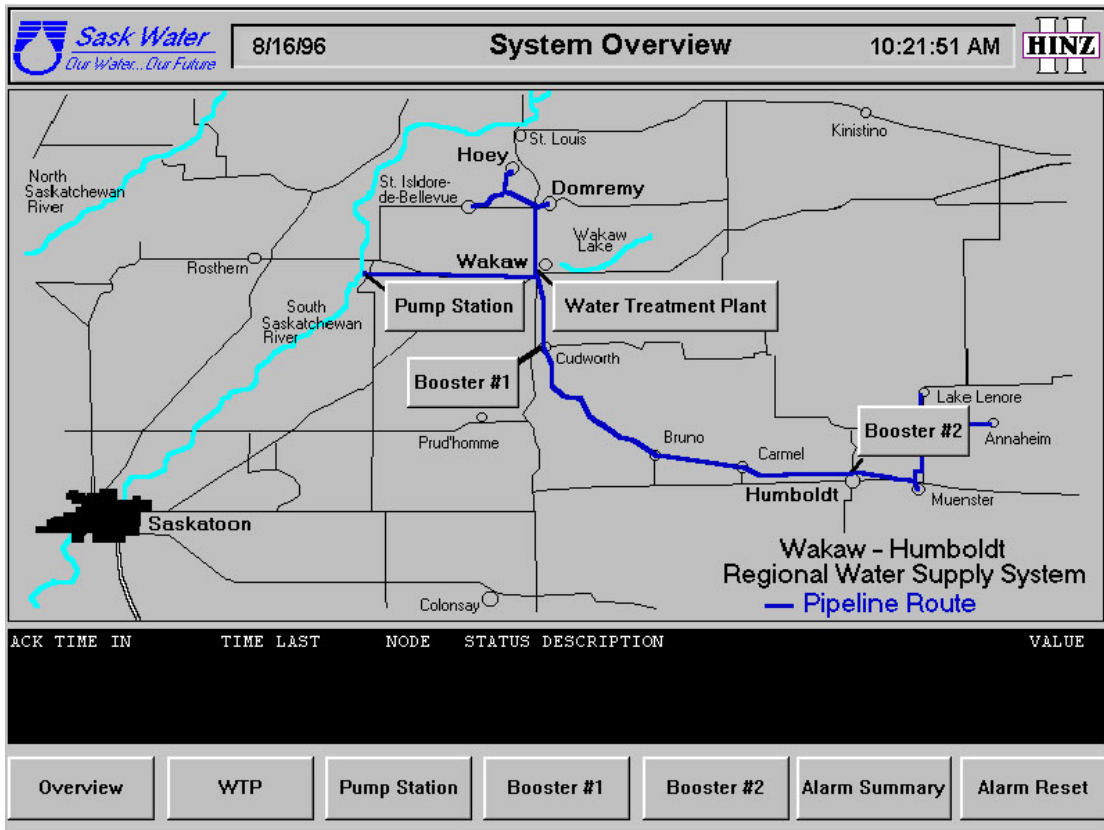 Sask Water
Our Water...Our Future
8/16/96
System Overview
10:21:51 AM
HINZ
North
Saskatchewan
River
St. Louis
Kinistino
Hoey
St. Isidore-
de-Bellevue
Domremy
Wakaw
Lake
Rosthern
Wakaw
Pump Station
Water Treatment Plant
South
Saskatchewan
River
Booster #1
Cudworth
Lake Lenore
Prud'homme
Bruno
Carmel
Booster #2
Annaheim
Humboldt
Muenster
Saskatoon
Colonsay
Wakaw - Humboldt
Regional Water Supply System
Pipeline Route
ACK TIME IN TIME LAST NODE STATUS DESCRIPTION VALUE
Overview
WTP
Pump Station
Booster #1
Booster #2
Alarm Summary
Alarm Reset